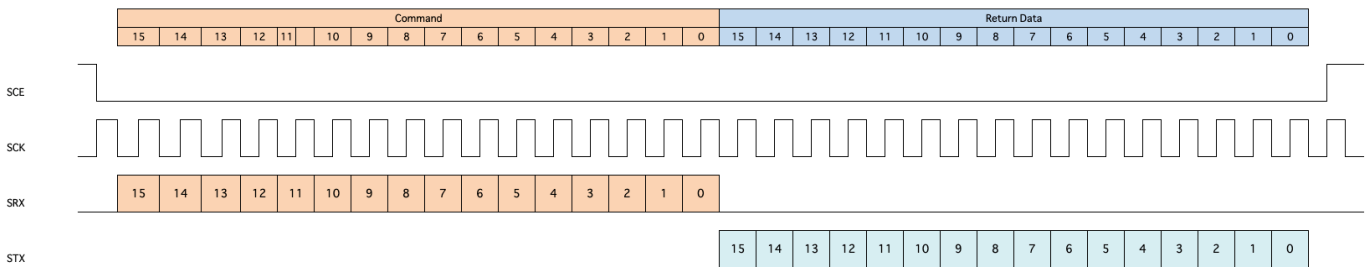 Command Return Data
15 14 13 12 11 10 9 8 7 6 5 4 3 2 1 0 15 14 13 12 11 10 9 8 7 6 5 4 3 2 1 0
SCE
SCK
SRX 15 14 13 12 11 10 9 8 7 6 5 4 3 2 1 0
STX 15 14 13 12 11 10 9 8 7 6 5 4 3 2 1 0